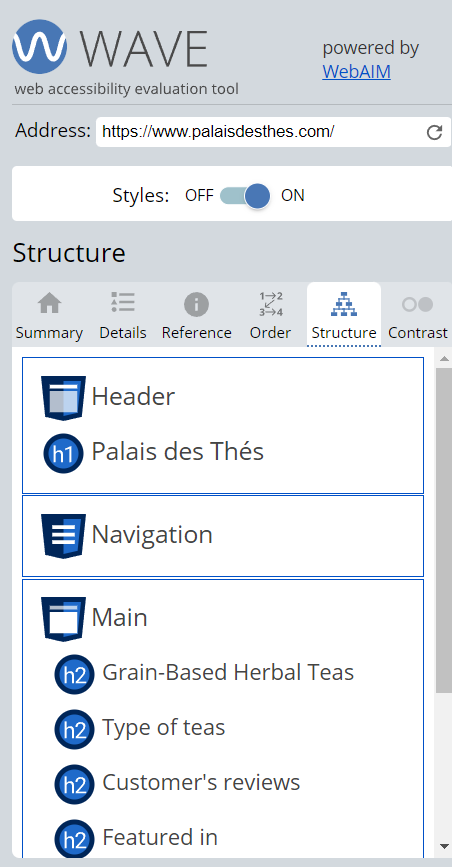 WAVE
web accessibility evaluation tool
powered by
WebAIM
Address: https://www.palaisdesthes.com/
Styles: OFF ON
Structure
Summary Details Reference Order Structure Contrast
1 2
3 4
Header
h1 Palais des Thés
Navigation
Main
h2 Grain-Based Herbal Teas
h2 Type of teas
h2 Customer's reviews
h2 Featured in